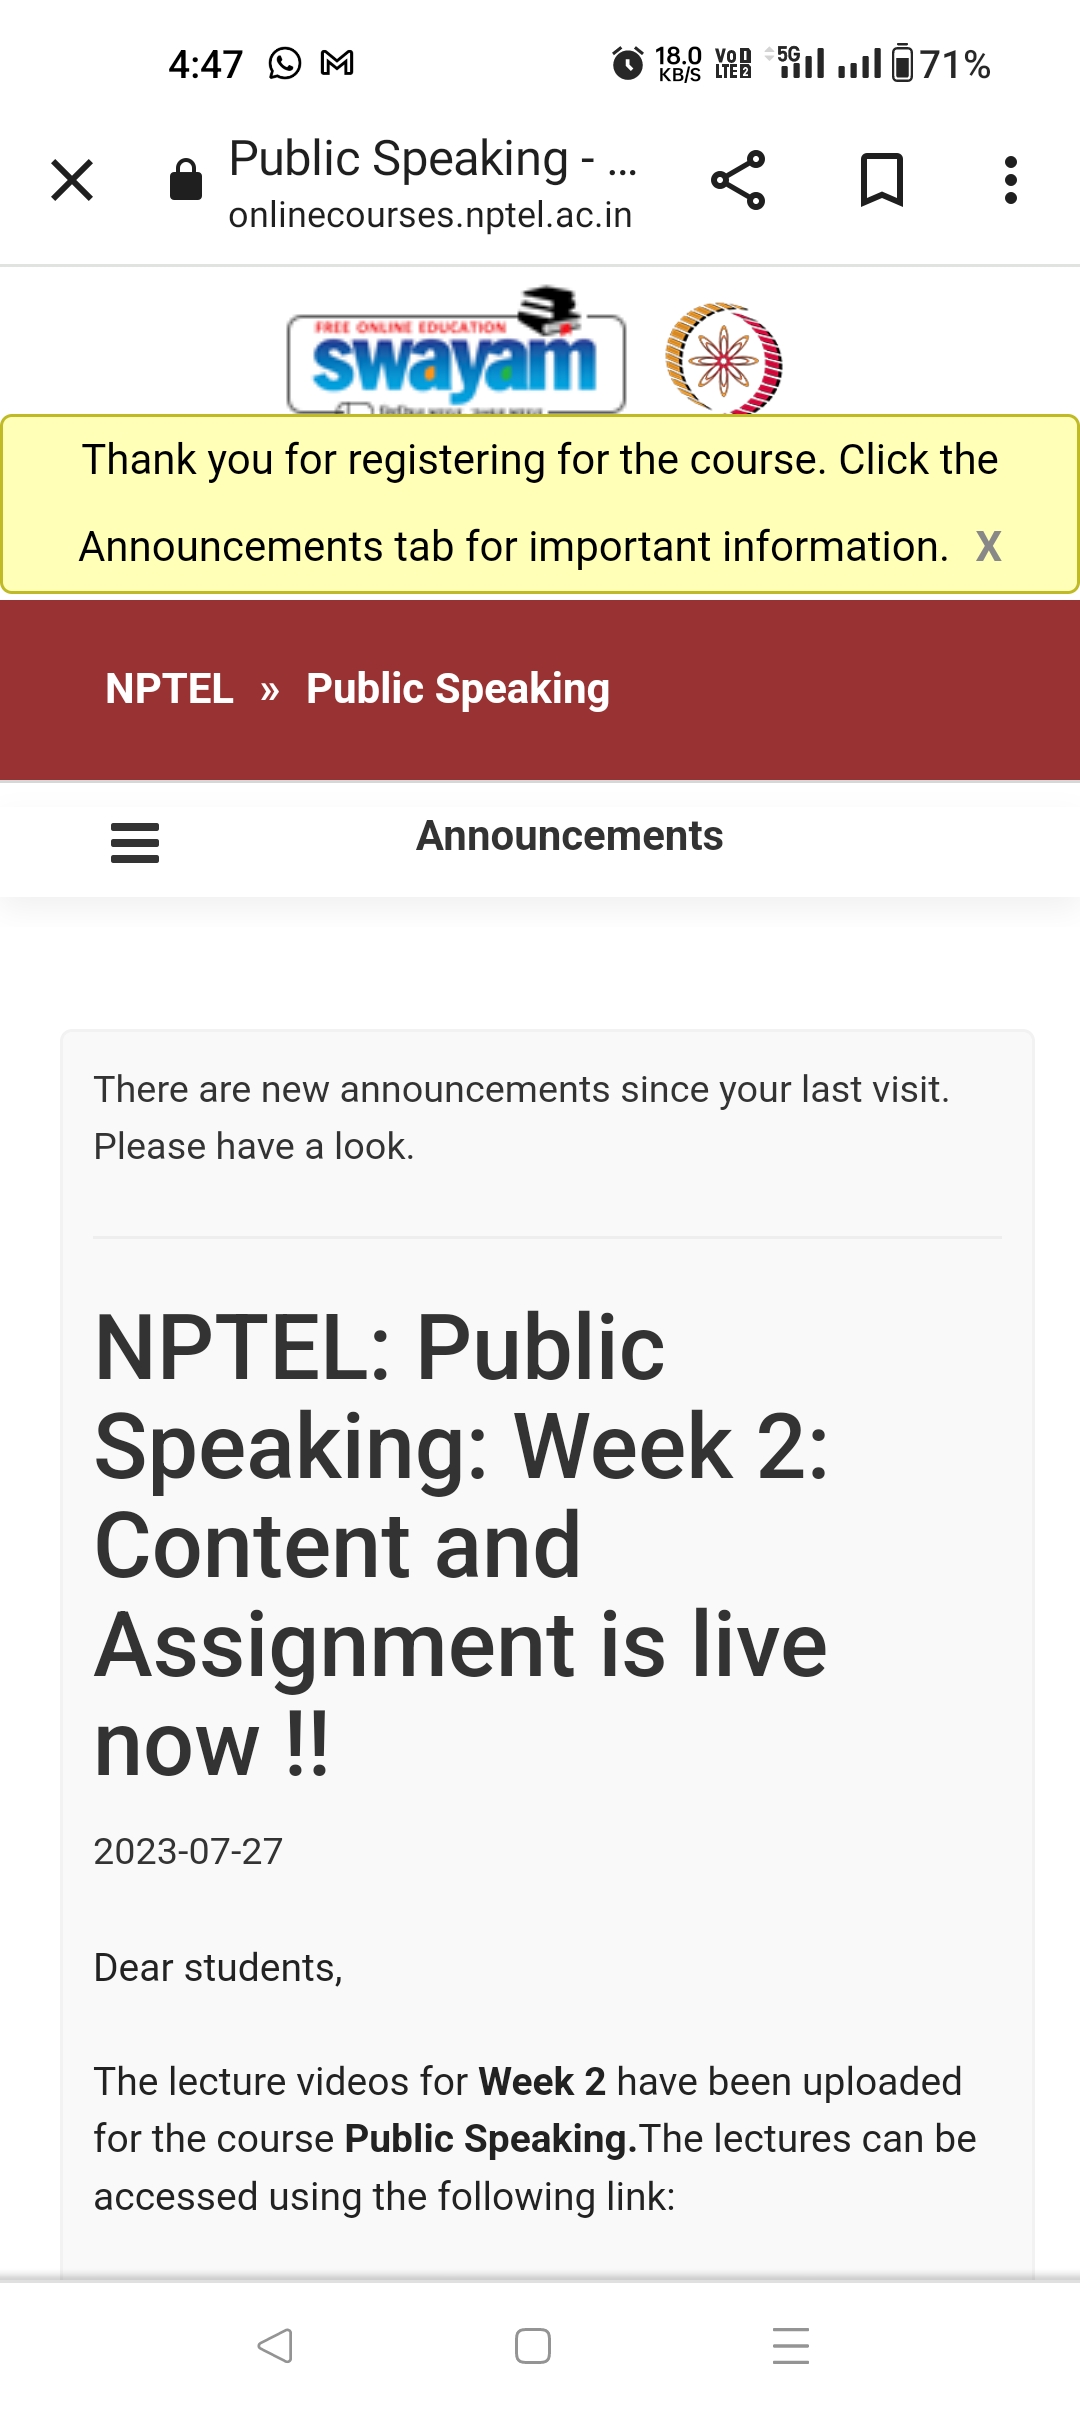 4:47 18.0 KB/S VoD LTE2 5G 71%
Public Speaking - ...
onlinecourses.nptel.ac.in
FREE ONLINE EDUCATION
swayam
Thank you for registering for the course. Click the
Announcements tab for important information. X
NPTEL » Public Speaking
Announcements
There are new announcements since your last visit.
Please have a look.
NPTEL: Public
Speaking: Week 2:
Content and
Assignment is live
now !!
2023-07-27
Dear students,
The lecture videos for Week 2 have been uploaded
for the course Public Speaking.The lectures can be
accessed using the following link: